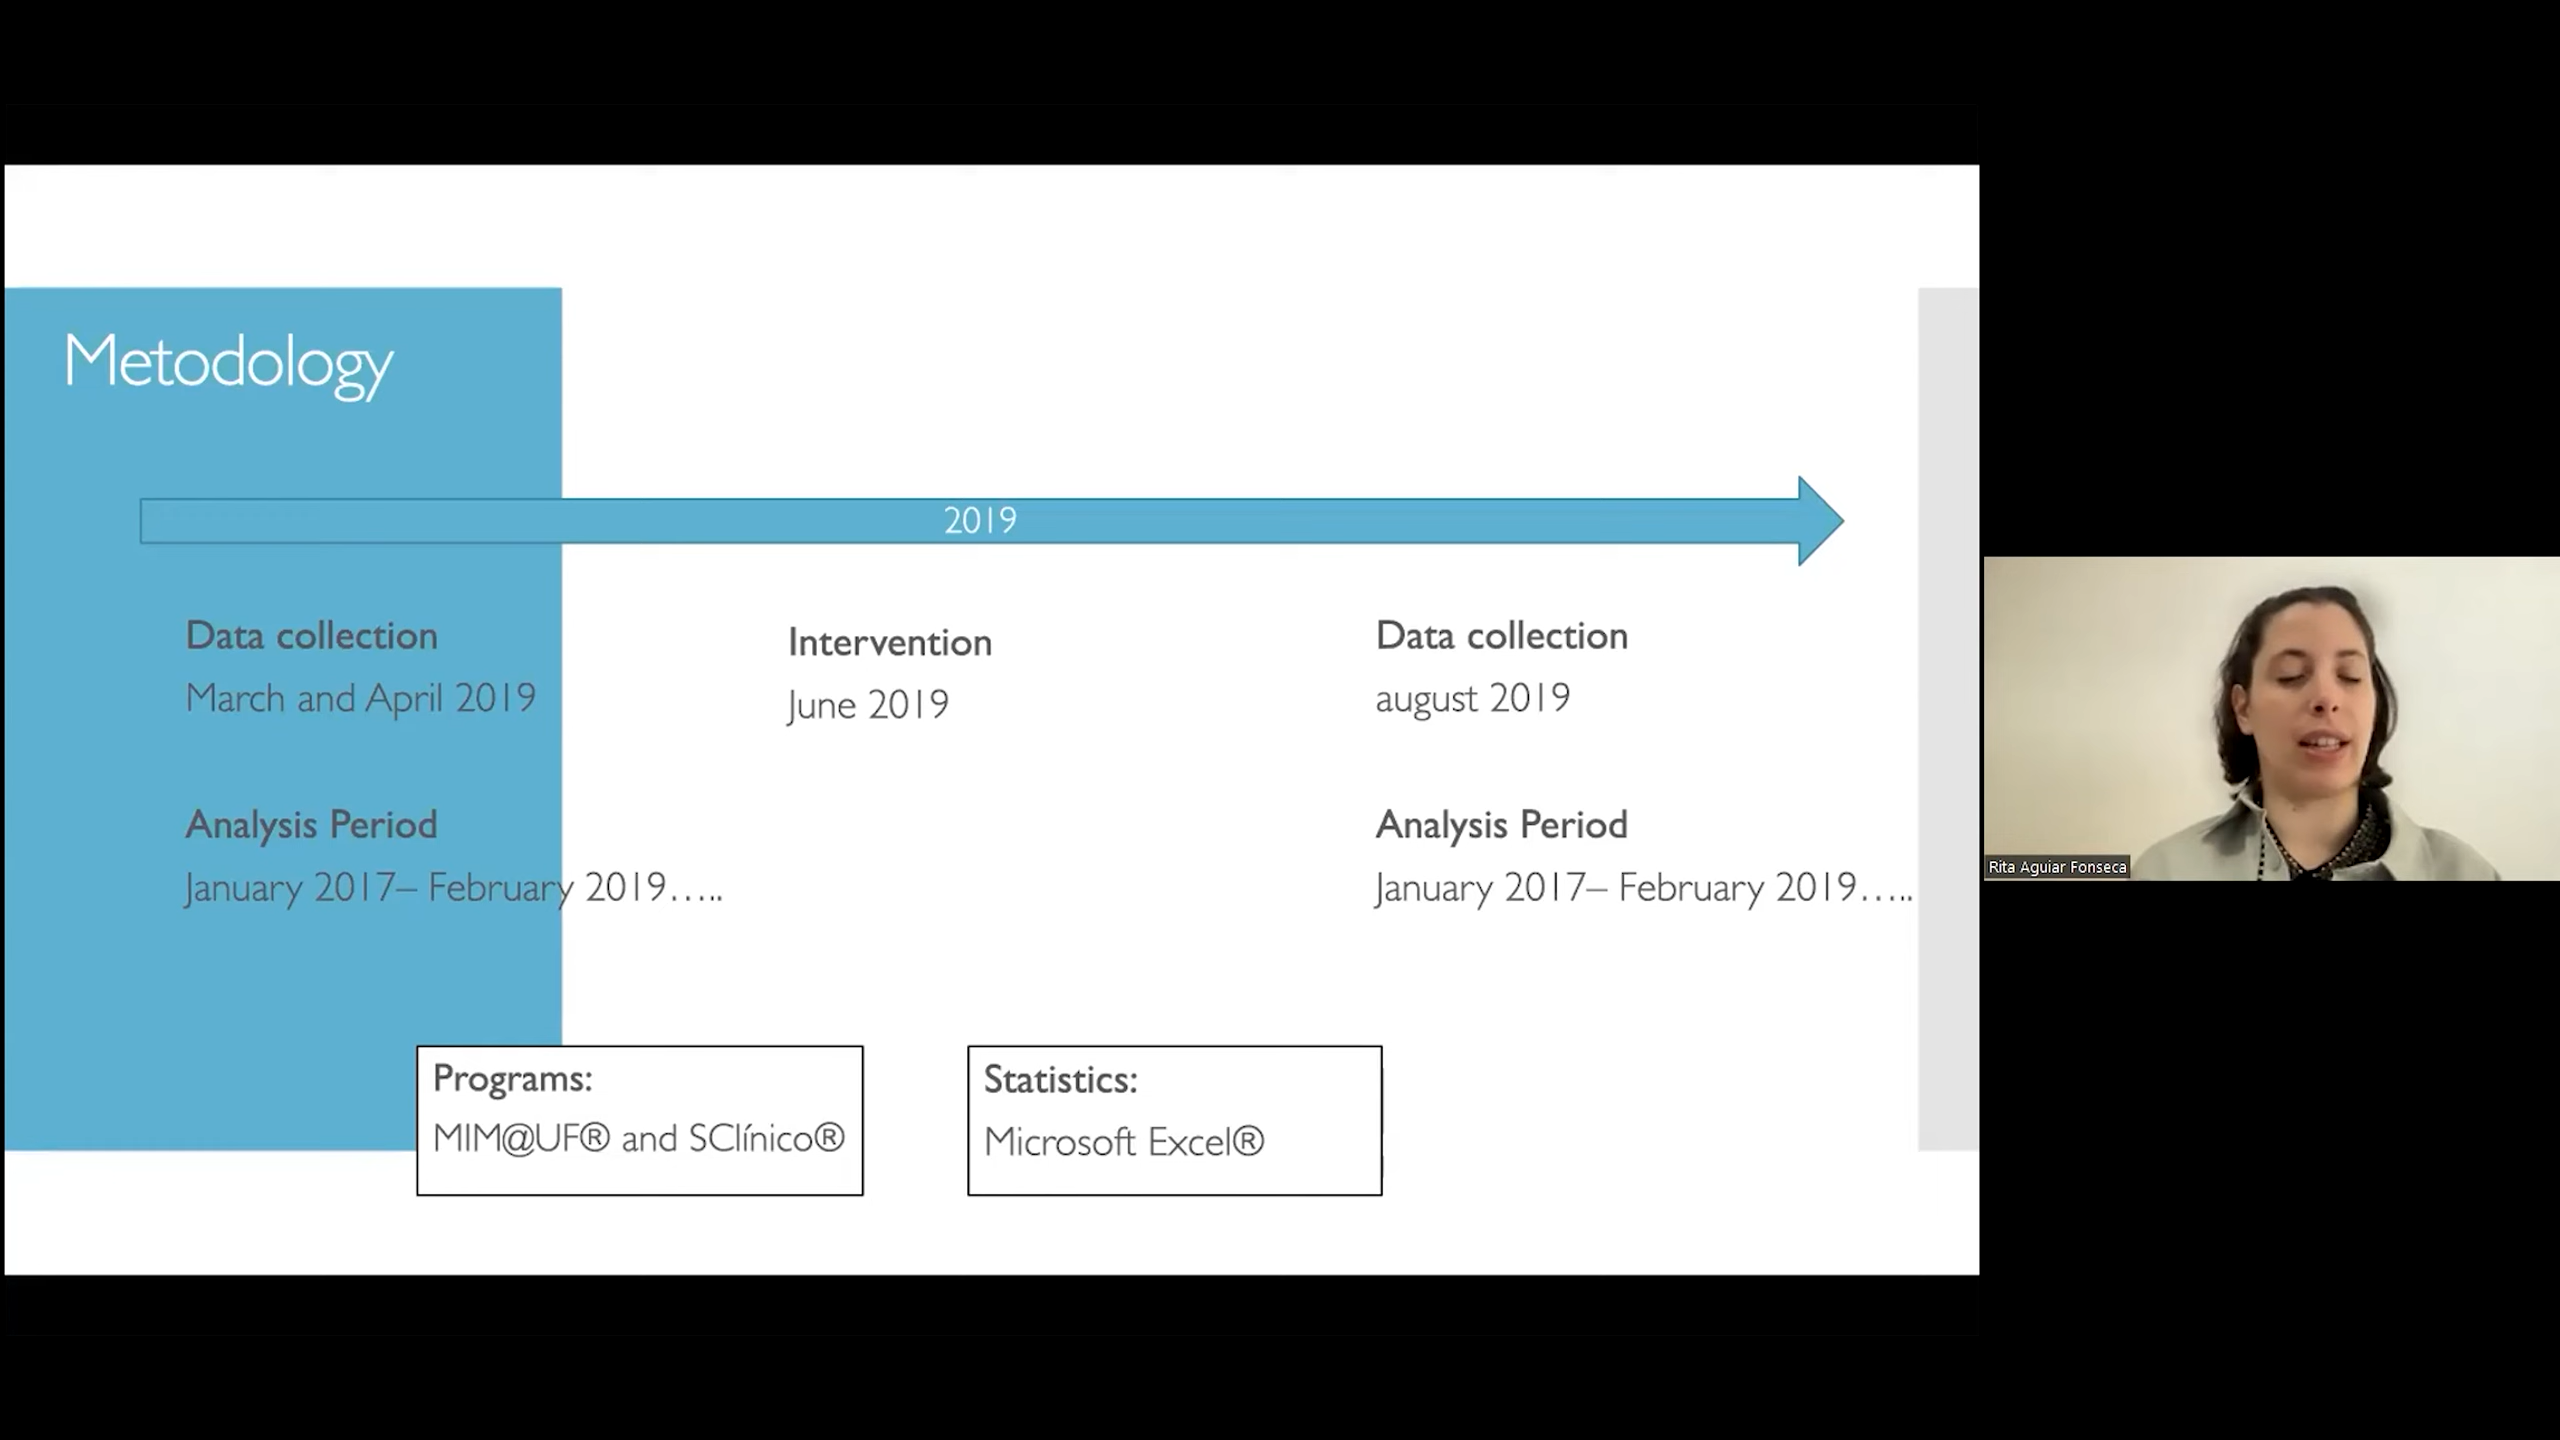 Metodology
2019
Data collection
March and April 2019
Analysis Period
January 2017– February 2019…..
Intervention
June 2019
Data collection
august 2019
Analysis Period
January 2017– February 2019…..
Programs:
MIM@UF® and SClínico®
Statistics:
Microsoft Excel®
Rita Aguiar Fonseca